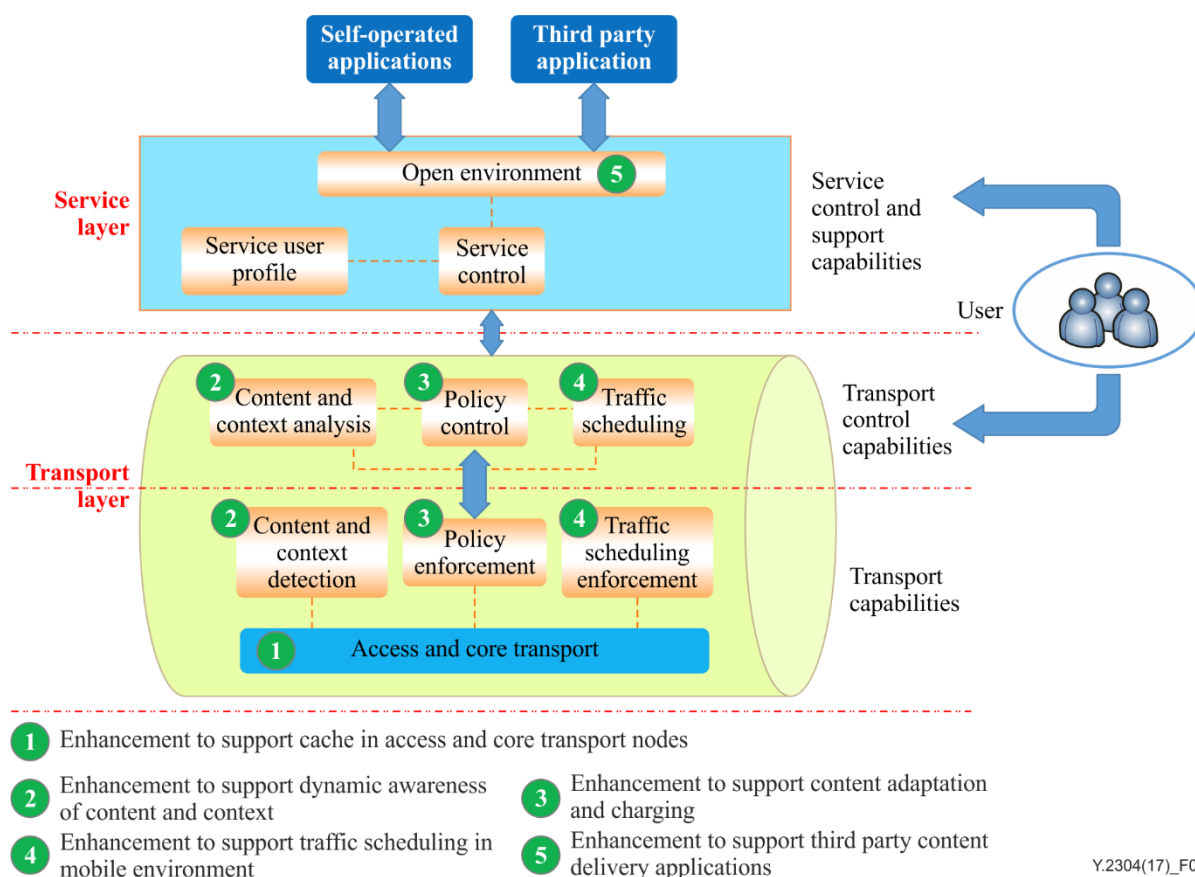 Self-operated
applications
Third party
application
Open environment
5
Service
layer
Service user
profile
Service
control
Service
control and
support
capabilities
User
2
Content and
context analysis
3
Policy
control
4
Traffic
scheduling
Transport
control
capabilities
Transport
layer
2
Content and
context
detection
3
Policy
enforcement
4
Traffic
scheduling
enforcement
Transport
capabilities
1
Access and core transport
1 Enhancement to support cache in access and core transport nodes
2 Enhancement to support dynamic awareness
of content and context
3 Enhancement to support content adaptation
and charging
4 Enhancement to support traffic scheduling in
mobile environment
5 Enhancement to support third party content
delivery applications
Y.2304(17)_F0